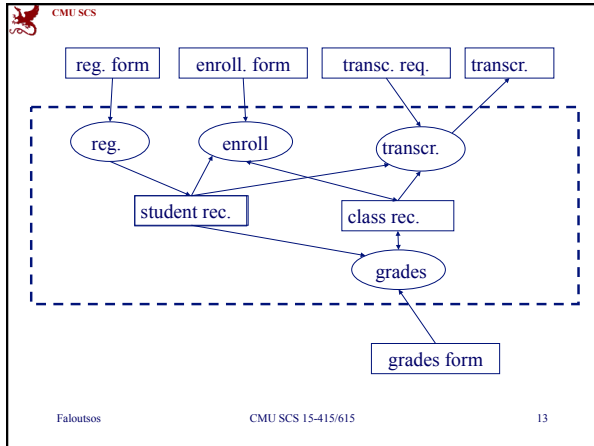 CMU SCS
reg. form enroll. form transc. req. transcr.
reg. enroll transcr.
student rec. class rec.
grades
grades form
Faloutsos CMU SCS 15-415/615 13